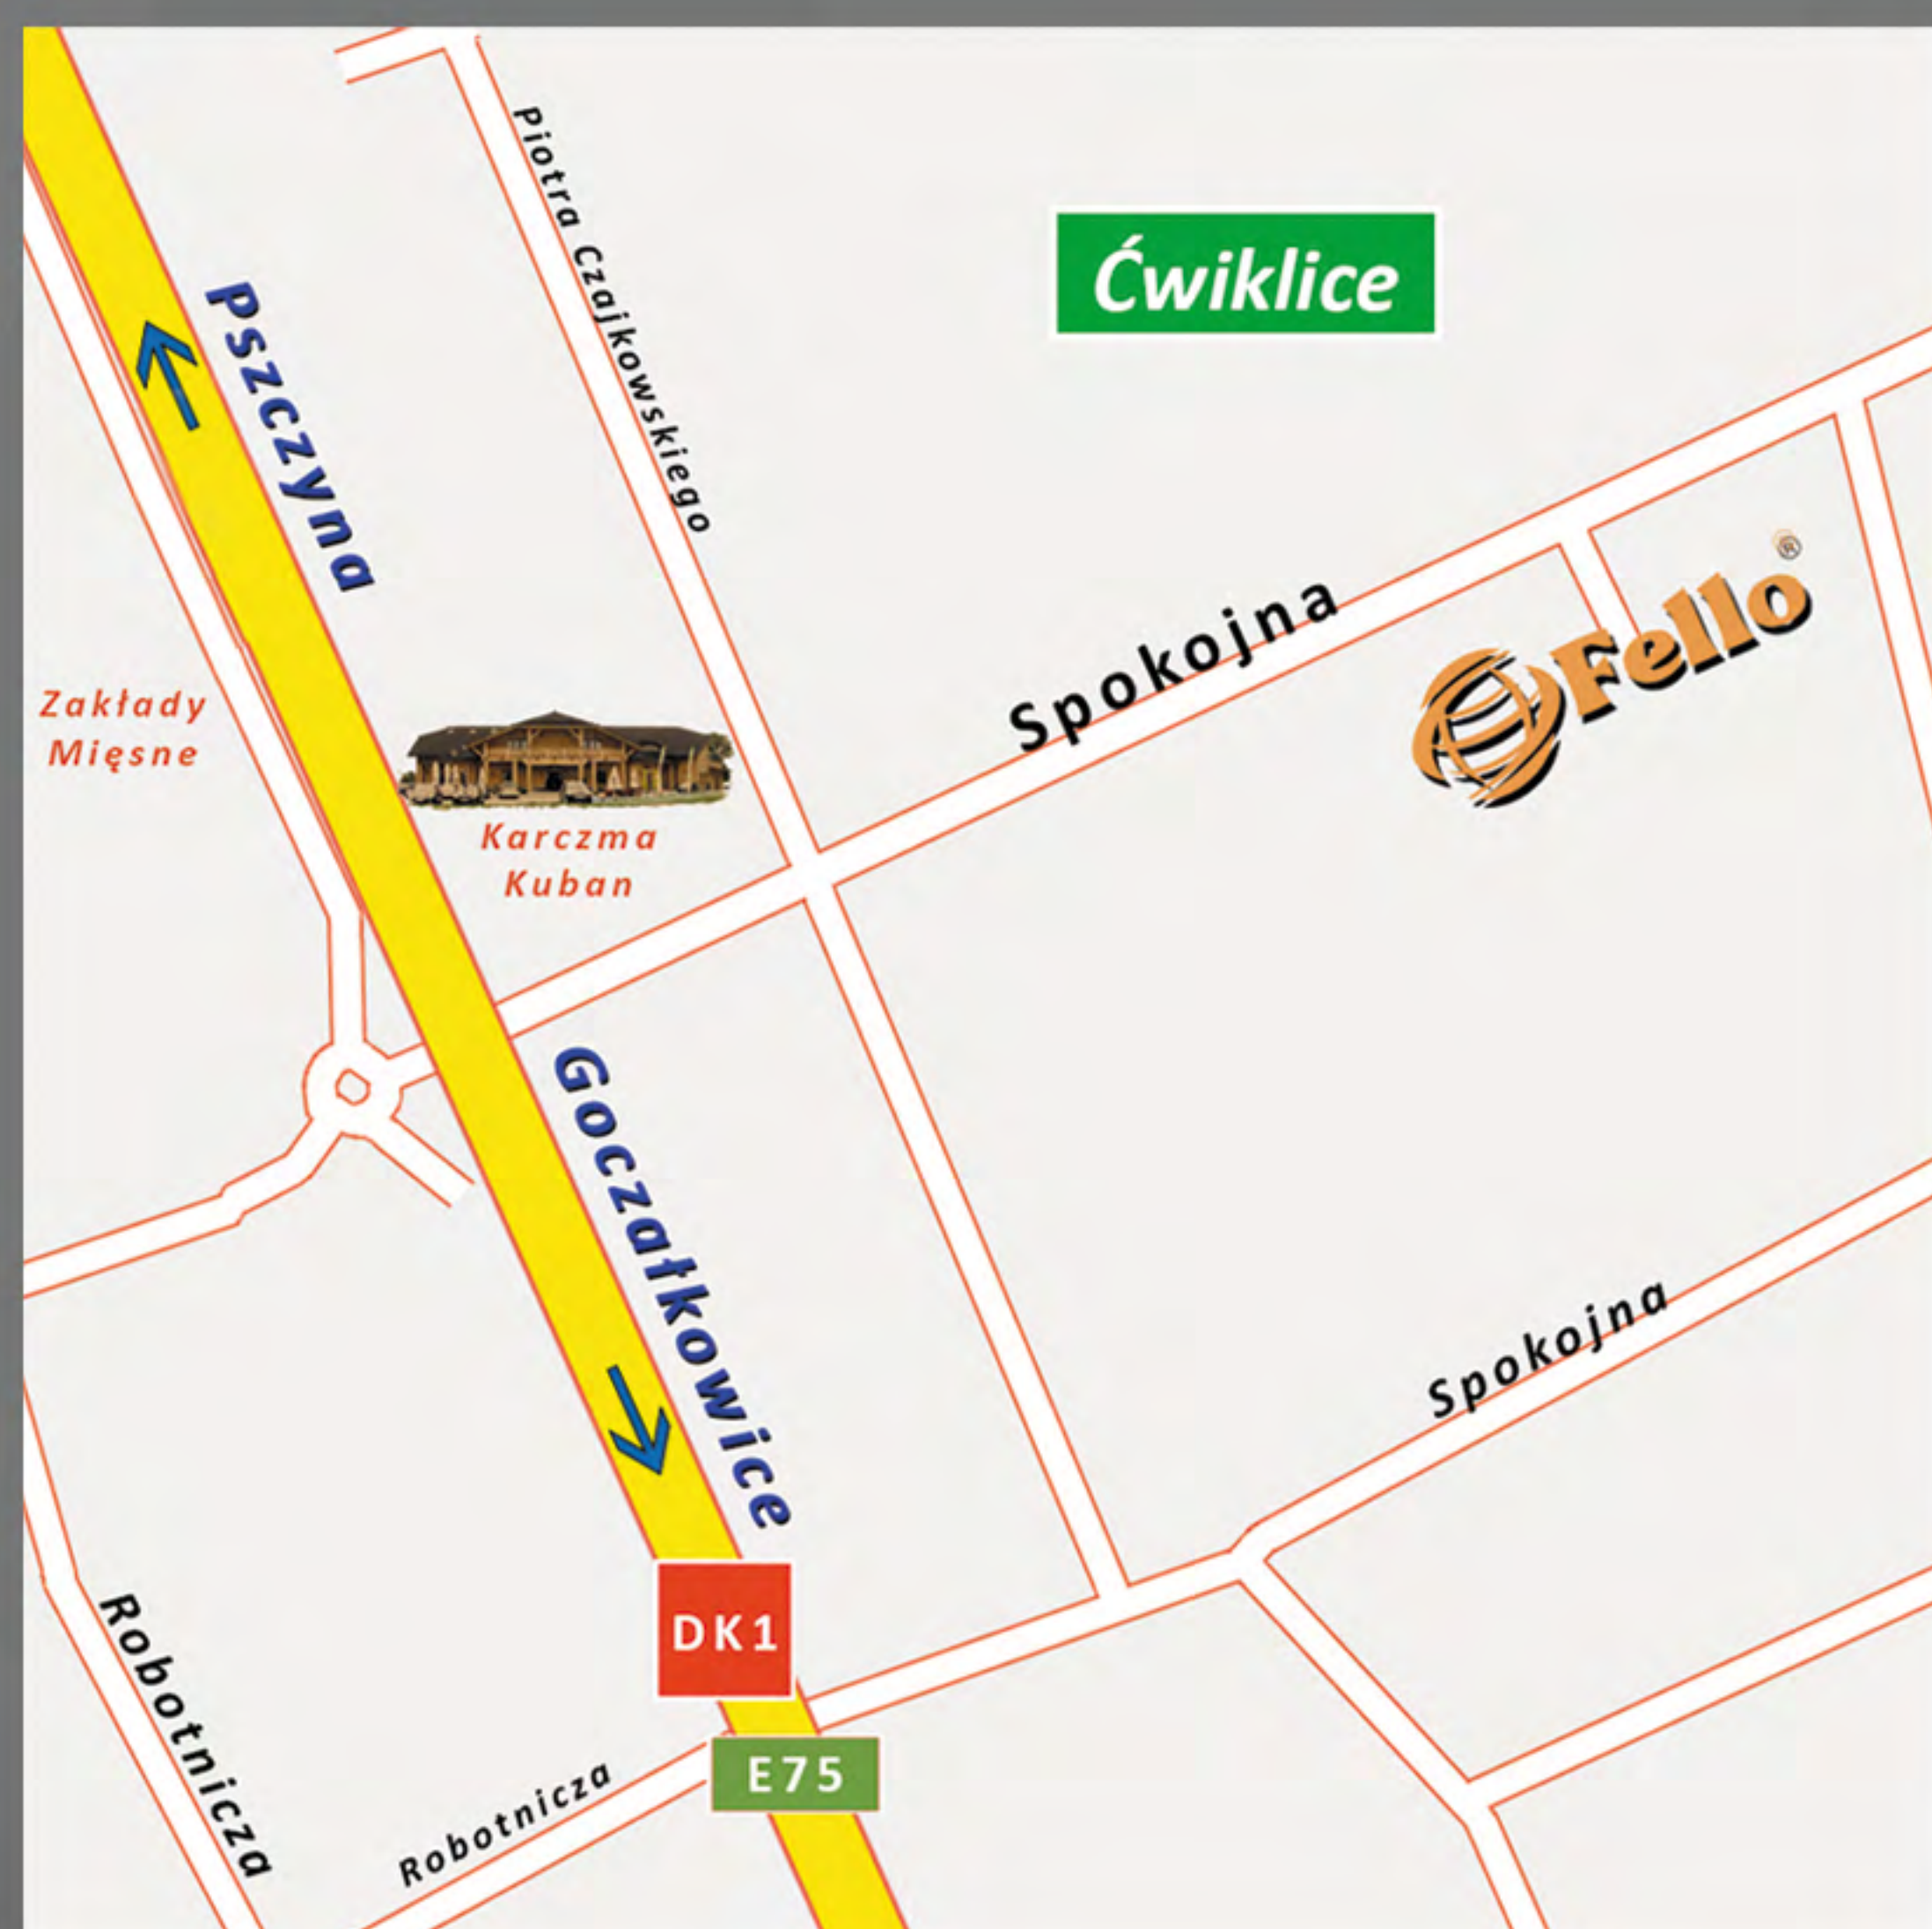 Piotra Czajkowskiego
Ćwiklice
Pszczyna
Spokojna
Fello®
Zakłady
Mięsne
Karczma
Kuban
Goczałkowice
Spokojna
DK1
Robotnicza
E75
Robotnicza